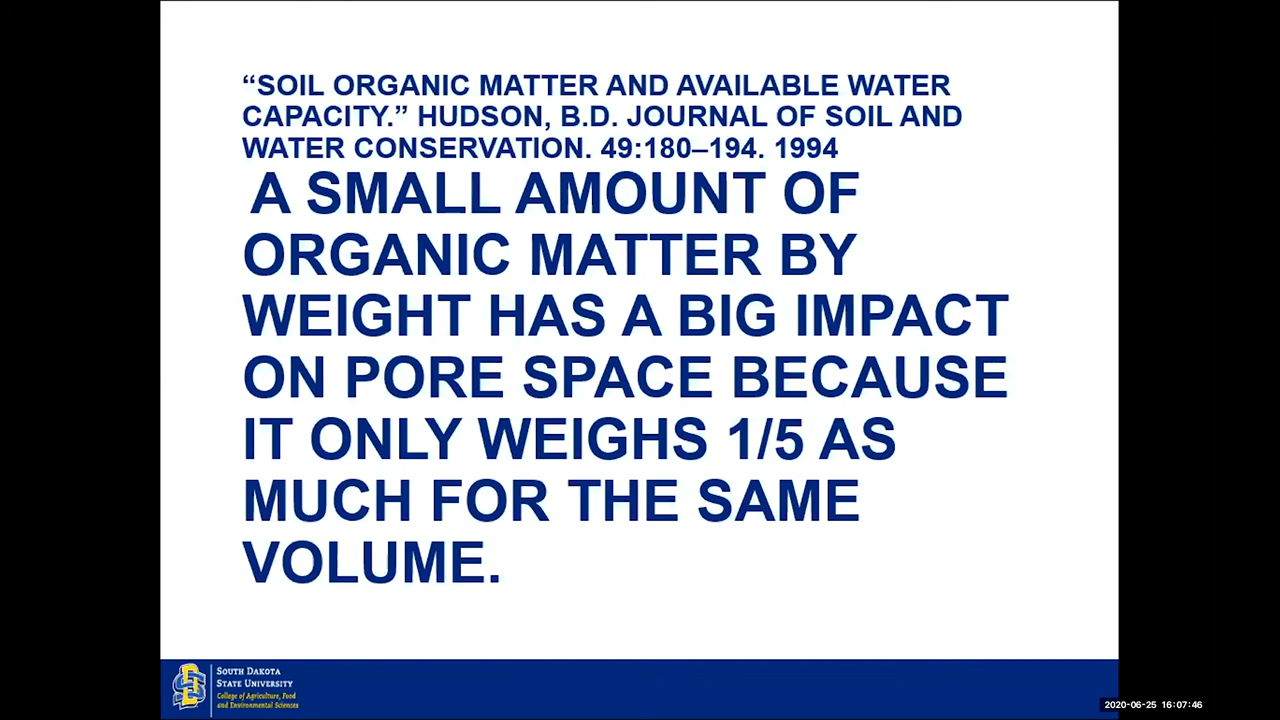 “SOIL ORGANIC MATTER AND AVAILABLE WATER
CAPACITY.” HUDSON, B.D. JOURNAL OF SOIL AND
WATER CONSERVATION. 49:180–194. 1994
A SMALL AMOUNT OF
ORGANIC MATTER BY
WEIGHT HAS A BIG IMPACT
ON PORE SPACE BECAUSE
IT ONLY WEIGHS 1/5 AS
MUCH FOR THE SAME
VOLUME.
SOUTH DAKOTA
STATE UNIVERSITY
College of Agriculture, Food
and Environmental Sciences
2020-06-25 16:07:46